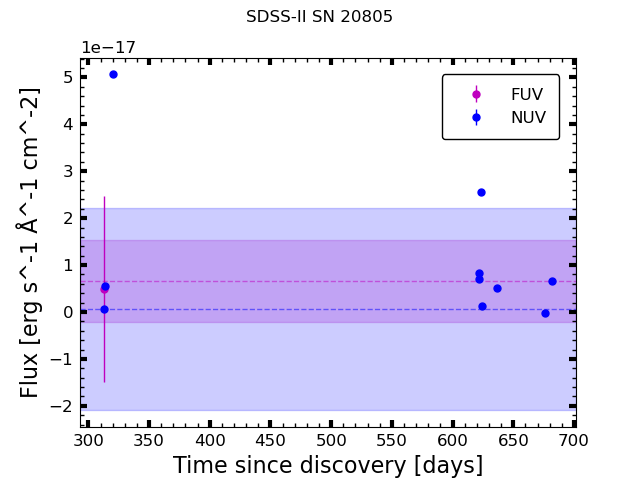 SDSS-II SN 20805
1e−17
Flux [erg s^-1 Å^-1 cm^-2]
5
4
3
2
1
0
−1
−2
FUV
NUV
300 350 400 450 500 550 600 650 700
Time since discovery [days]